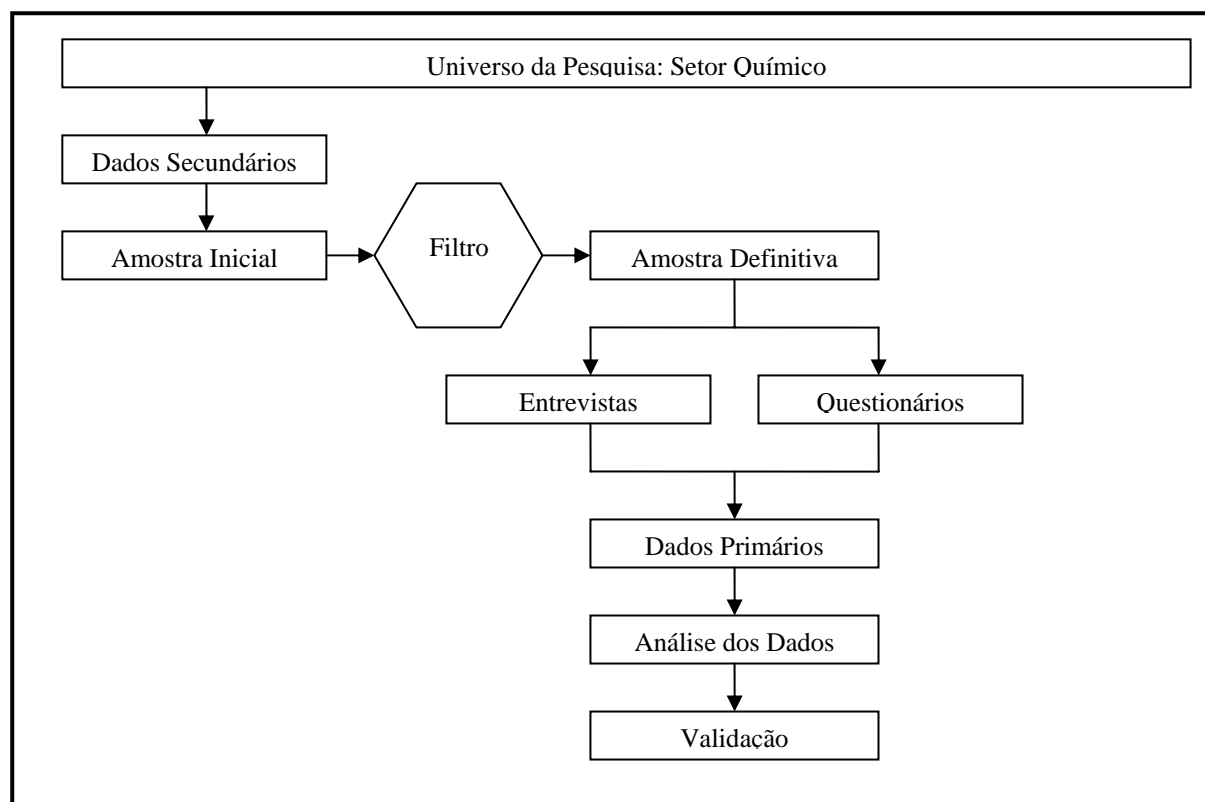 Universo da Pesquisa: Setor Químico
Dados Secundários
Amostra Inicial
Filtro
Amostra Definitiva
Entrevistas
Questionários
Dados Primários
Análise dos Dados
Validação